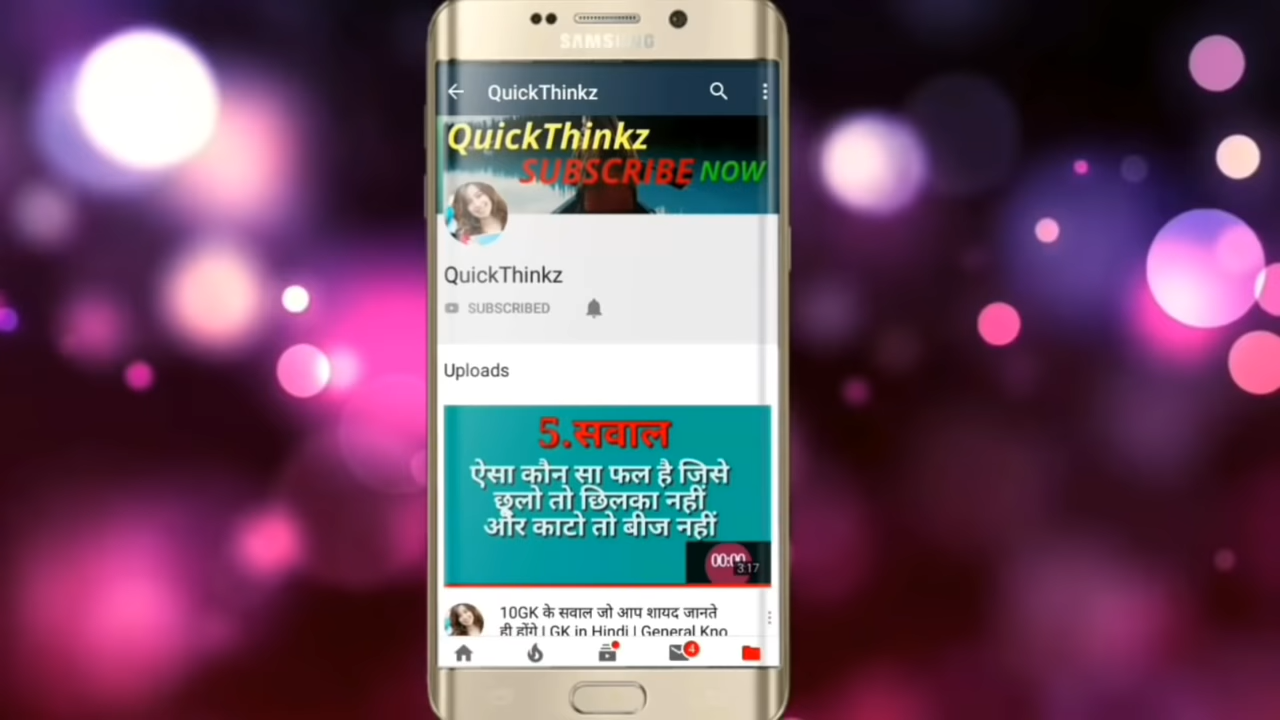 SAMSUNG
QuickThinkz
QuickThinkz
SUBSCRIBE NOW
QuickThinkz
SUBSCRIBED
Uploads
5.सवाल
ऐसा कौन सा फल है जिसे
छूलो तो छिलका नहीं
और काटो तो बीज नहीं
00:00
3:17
10GK के सवाल जो आप शायद जानते
ही होंगे | GK in Hindi | General Kno
4